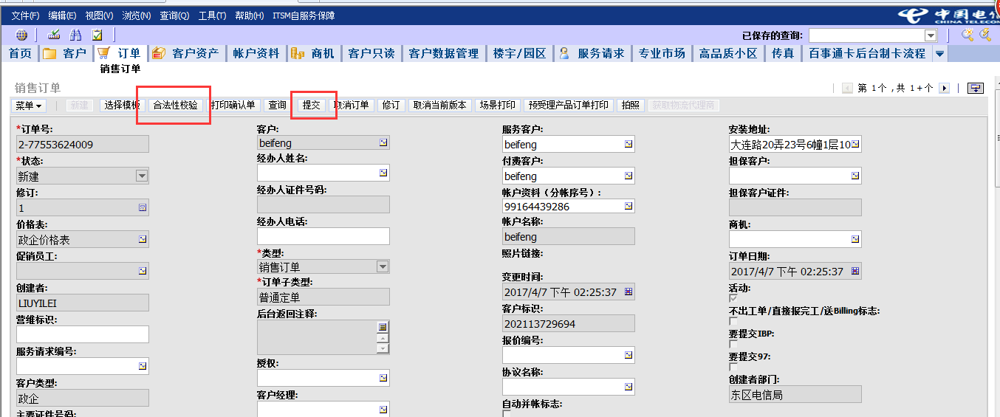 文件(F) 编辑(E) 视图(V) 浏览(N) 查询(Q) 工具(T) 帮助(H) ITSM自服务保障
中国电信
CHINA TELECOM
已保存的查询:
首页 客户 订单 客户资产 帐户资料 商机 客户只读 客户数据管理 楼宇/园区 服务请求 专业市场 高品质小区 传真 百事通卡后台制卡流程
销售订单
销售订单
第 1个 ,共 1+个
菜单 新建 选择模板 合法性校验 打印确认单 查询 提交 取消订单 修订 取消当前版本 场景打印 预受理产品订单打印 拍照 获取物流代理商
*订单号:
2-77553624009
*状态:
新建
修订:
1
价格表:
政企价格表
促销员工:
创建者:
LIUYILEI
营维标识:
服务请求编号:
客户类型:
政企
主要证件号码:
客户:
beifeng
经办人姓名:
经办人证件号码:
经办人电话:
*类型:
销售订单
*订单子类型:
普通定单
后台返回注释:
授权:
客户经理:
服务客户:
beifeng
付费客户:
beifeng
帐户资料（分帐序号）:
99164439286
帐户名称:
beifeng
照片链接:
变更时间:
2017/4/7 下午 02:25:37
客户标识:
202113729694
报价编号:
协议名称:
自动并帐标志:
安装地址:
大连路20弄23号6幢1层10
担保客户:
担保客户证件:
商机:
订单日期:
2017/4/7 下午 02:25:37
活动:
不出工单/直接报完工/送Billing标志:
要提交IBP:
要提交97:
创建者部门:
东区电信局